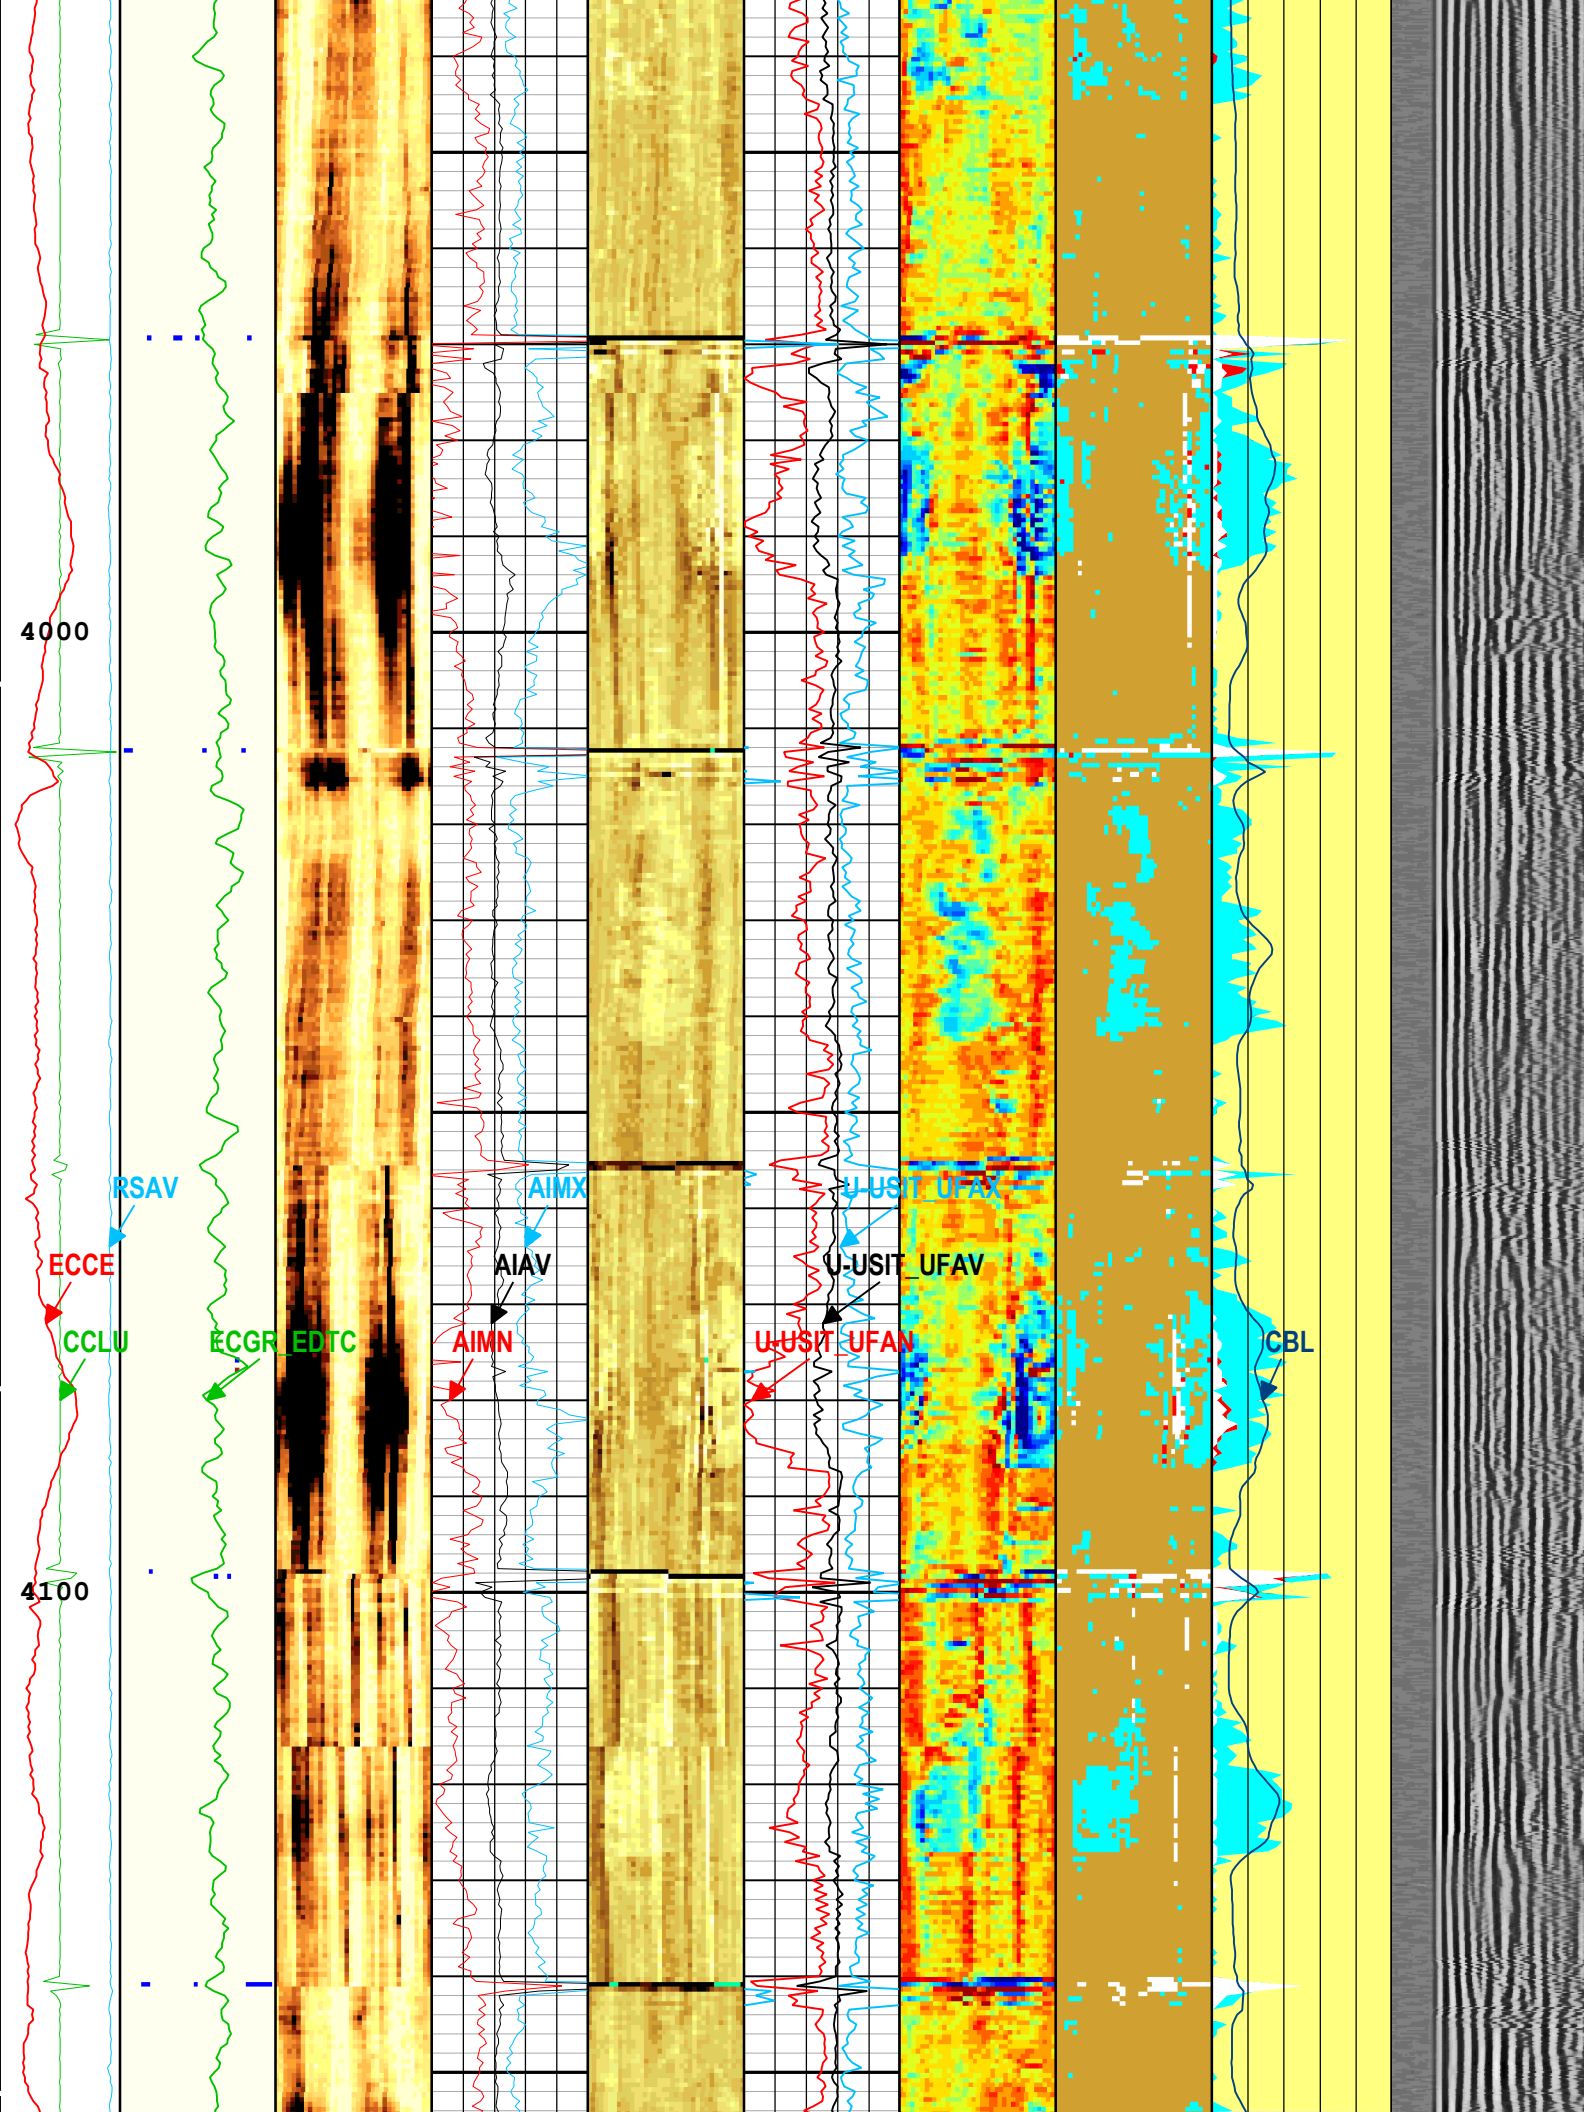 4000
RSAV
AIMX
U-USIT_UFAX
ECCE
AIAV
U-USIT_UFAV
CCLU
ECGR_EDTC
AIMN
U-USIT_UFAN
CBL
4100